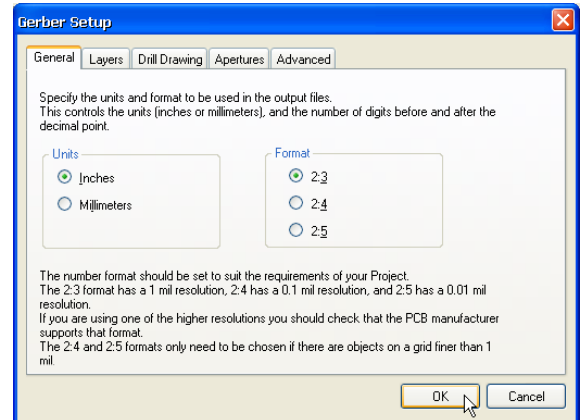 Gerber Setup
General Layers Drill Drawing Apertures Advanced
Specify the units and format to be used in the output files.
This controls the units (inches or millimeters), and the number of digits before and after the
decimal point.
Units
Inches
Millimeters
Format
2:3
2:4
2:5
The number format should be set to suit the requirements of your Project.
The 2:3 format has a 1 mil resolution, 2:4 has a 0.1 mil resolution, and 2:5 has a 0.01 mil
resolution.
If you are using one of the higher resolutions you should check that the PCB manufacturer
supports that format.
The 2:4 and 2:5 formats only need to be chosen if there are objects on a grid finer than 1
mil.
OK Cancel